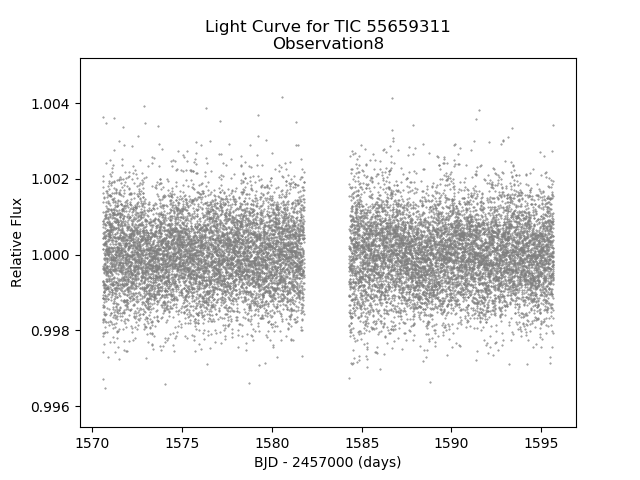 Light Curve for TIC 55659311
Observation8
1.004
1.002
1.000
0.998
0.996
Relative Flux
1570
1575
1580
1585
1590
1595
BJD - 2457000 (days)